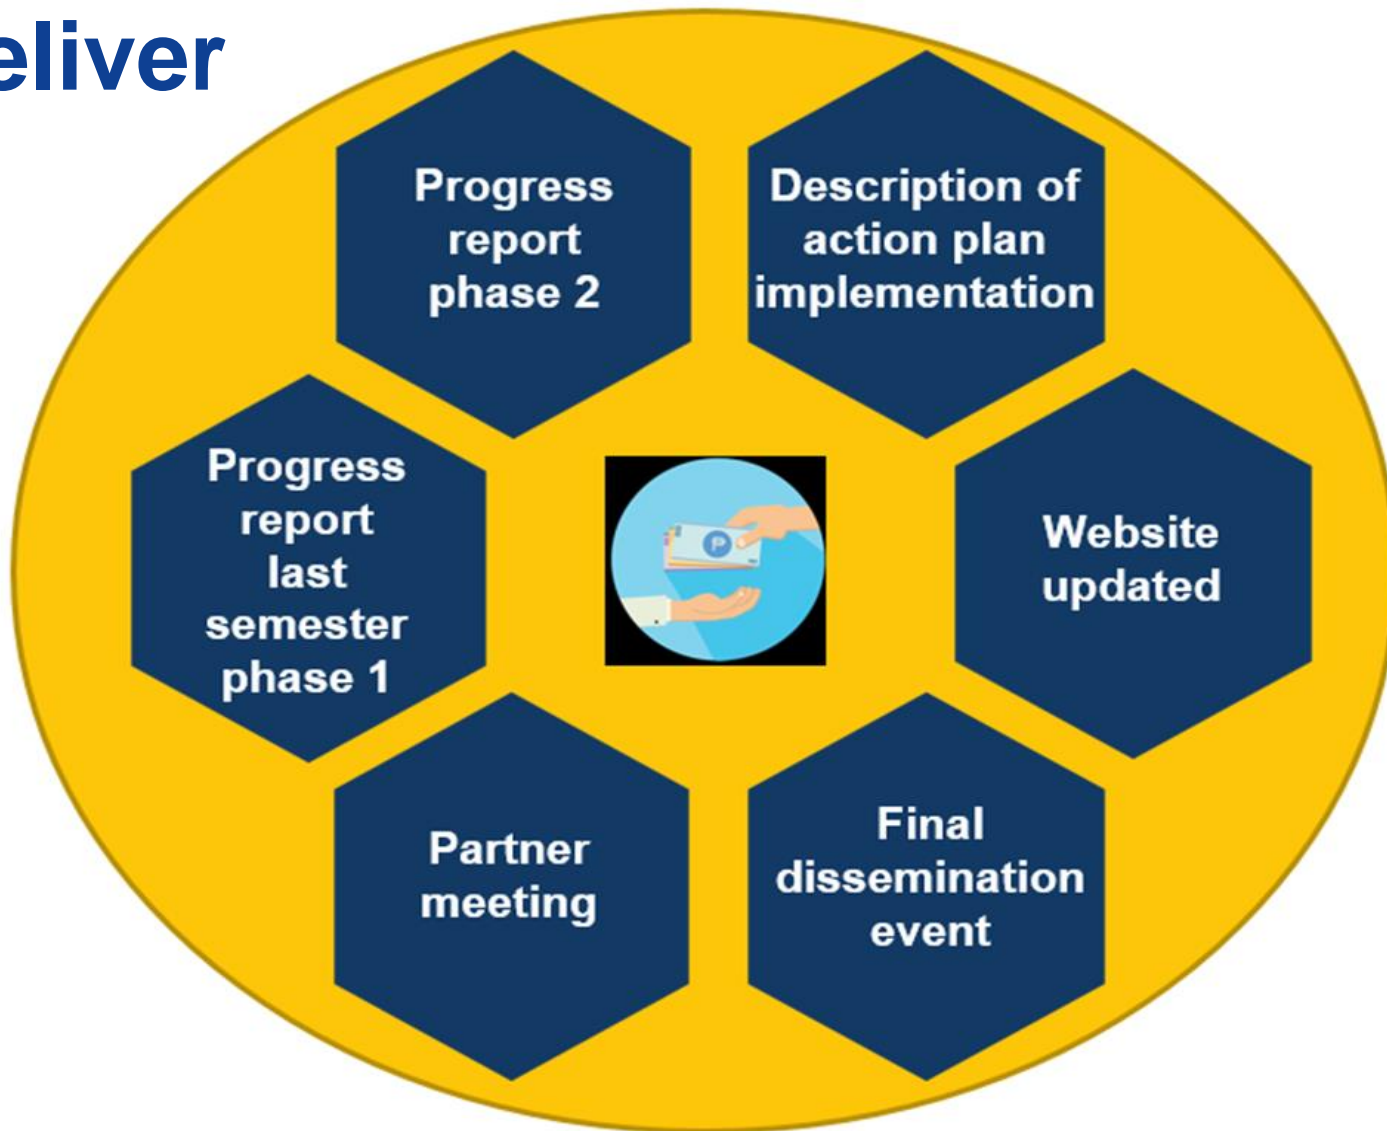 eliver
Progress
report
phase 2
Description of
action plan
implementation
Progress
report
last
semester
phase 1
P
Website
updated
Partner
meeting
Final
dissemination
event